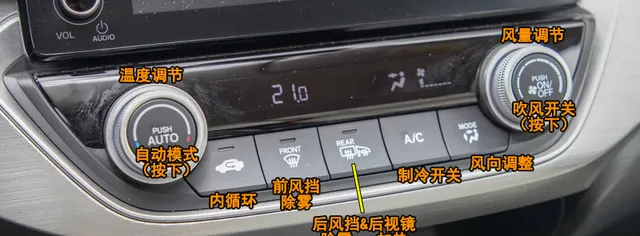 VOL
AUDIO
风量调节
温度调节
21.0
PUSH
ON/
OFF
PUSH
AUTO
吹风开关
（按下）
自动模式
（按下）
FRONT
REAR
A/C
MODE
内循环
前风挡
除雾
制冷开关
风向调整
后风挡&后视镜